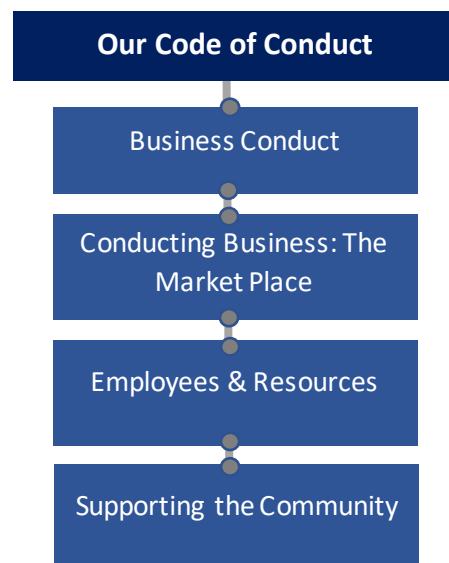 Our Code of Conduct
Business Conduct
Conducting Business: The
Market Place
Employees & Resources
Supporting the Community